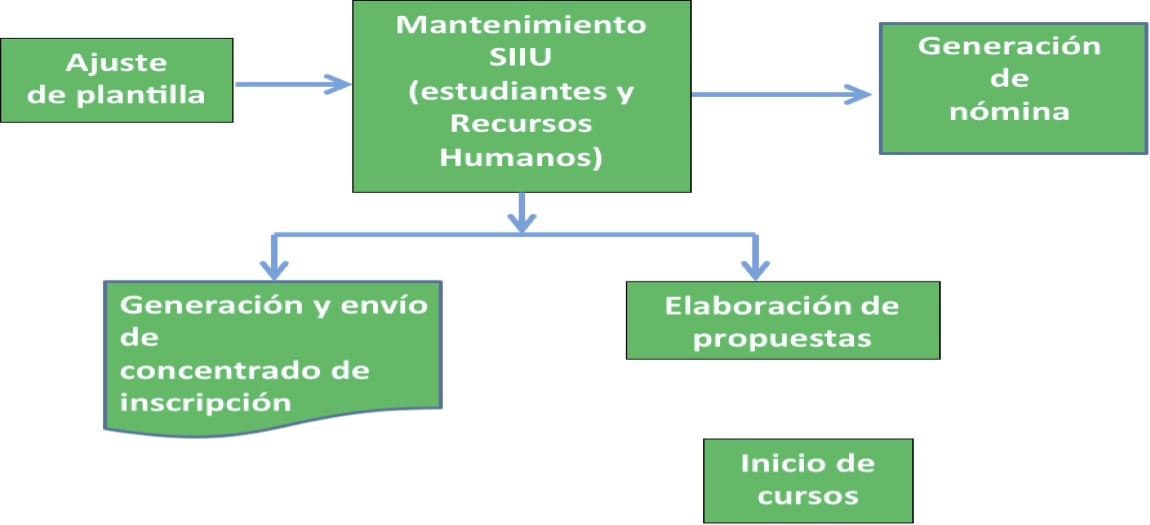 Ajuste
de plantilla
Mantenimiento
SIIU
(estudiantes y
Recursos
Humanos)
Generación
de
nómina
Generación y envío
de
concentrado de
inscripción
Elaboración de
propuestas
Inicio de
cursos